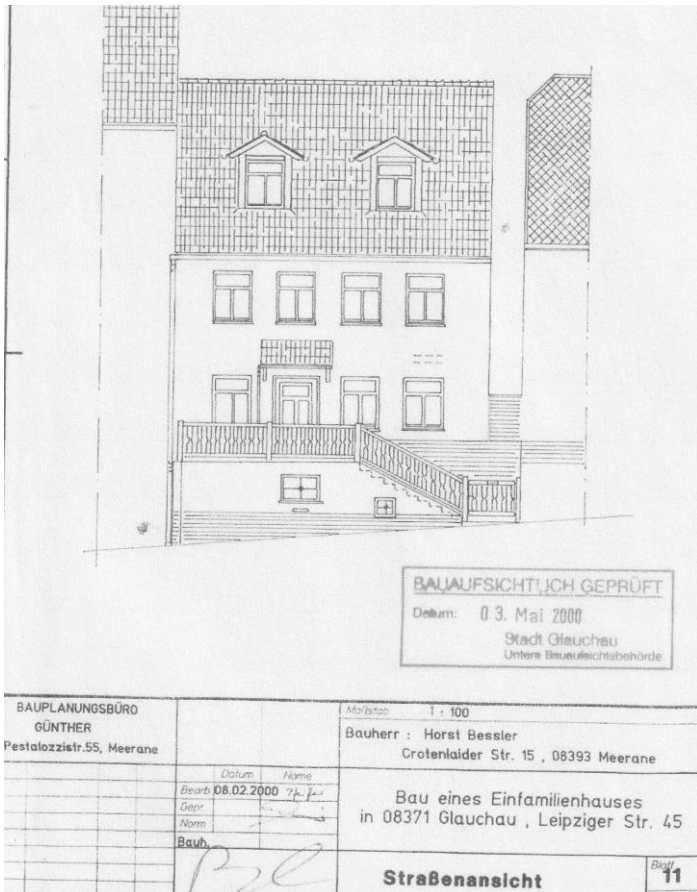 BAUAUFSICHTLICH GEPRÜFT
Datum: 03. Mai 2000
Stadt Glauchau
Untere Bauaufsichtsbehörde
BAUPLANUNGSBÜRO
GÜNTHER
Pestalozzistr.55, Meerane
Maßstab 1 : 100
Bauherr : Horst Bessler
Crotenlaider Str. 15 , 08393 Meerane
Datum Name
Bearb. 08.02.2000
Gepr.
Norm
Bauh.
Bau eines Einfamilienhauses
in 08371 Glauchau , Leipziger Str. 45
Straßenansicht
Blatt
11